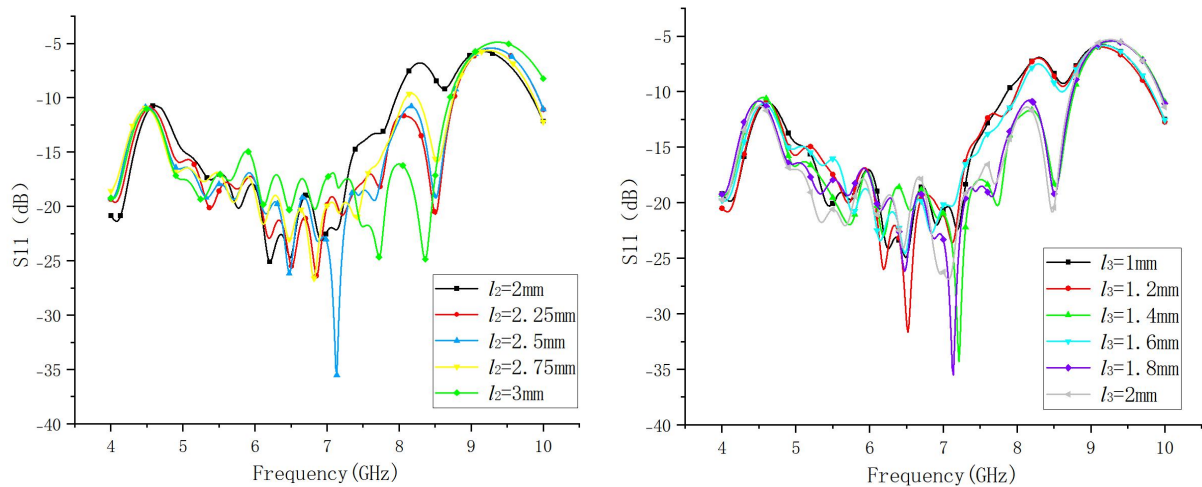 -5
-10
-15
-20
-25
-30
-35
-40
S11 (dB)
4 5 6 7 8 9 10
Frequency(GHz)
l2=2mm
l2=2.25mm
l2=2.5mm
l2=2.75mm
l2=3mm
-5
-10
-15
-20
-25
-30
-35
-40
S11 (dB)
4 5 6 7 8 9 10
Frequency(GHz)
l3=1mm
l3=1.2mm
l3=1.4mm
l3=1.6mm
l3=1.8mm
l3=2mm